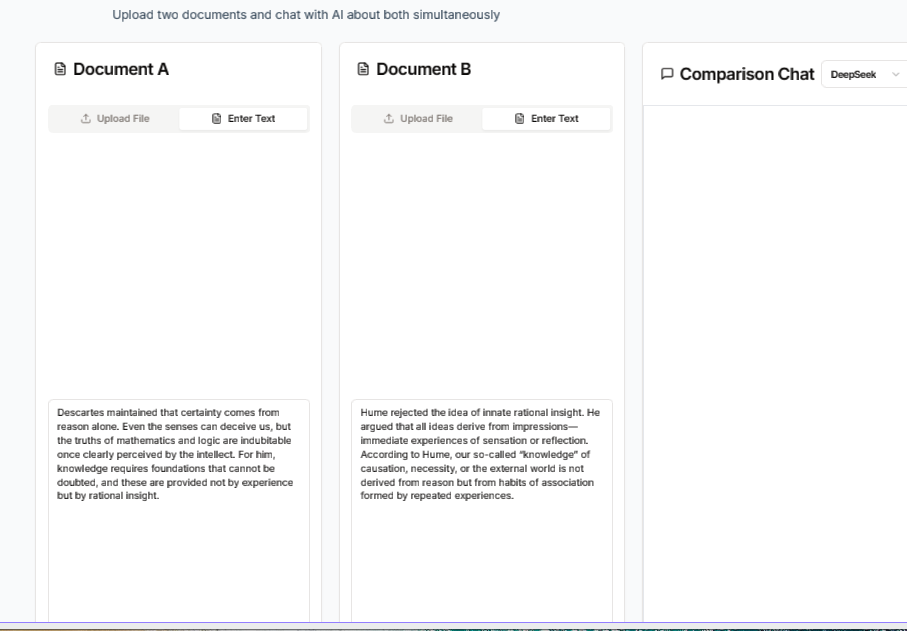 Upload two documents and chat with AI about both simultaneously
Document A
Upload File
Enter Text
Descartes maintained that certainty comes from
reason alone. Even the senses can deceive us, but
the truths of mathematics and logic are indubitable
once clearly perceived by the intellect. For him,
knowledge requires foundations that cannot be
doubted, and these are provided not by experience
but by rational insight.
Document B
Upload File
Enter Text
Hume rejected the idea of innate rational insight. He
argued that all ideas derive from impressions—
immediate experiences of sensation or reflection.
According to Hume, our so-called “knowledge” of
causation, necessity, or the external world is not
derived from reason but from habits of association
formed by repeated experiences.
Comparison Chat
DeepSeek